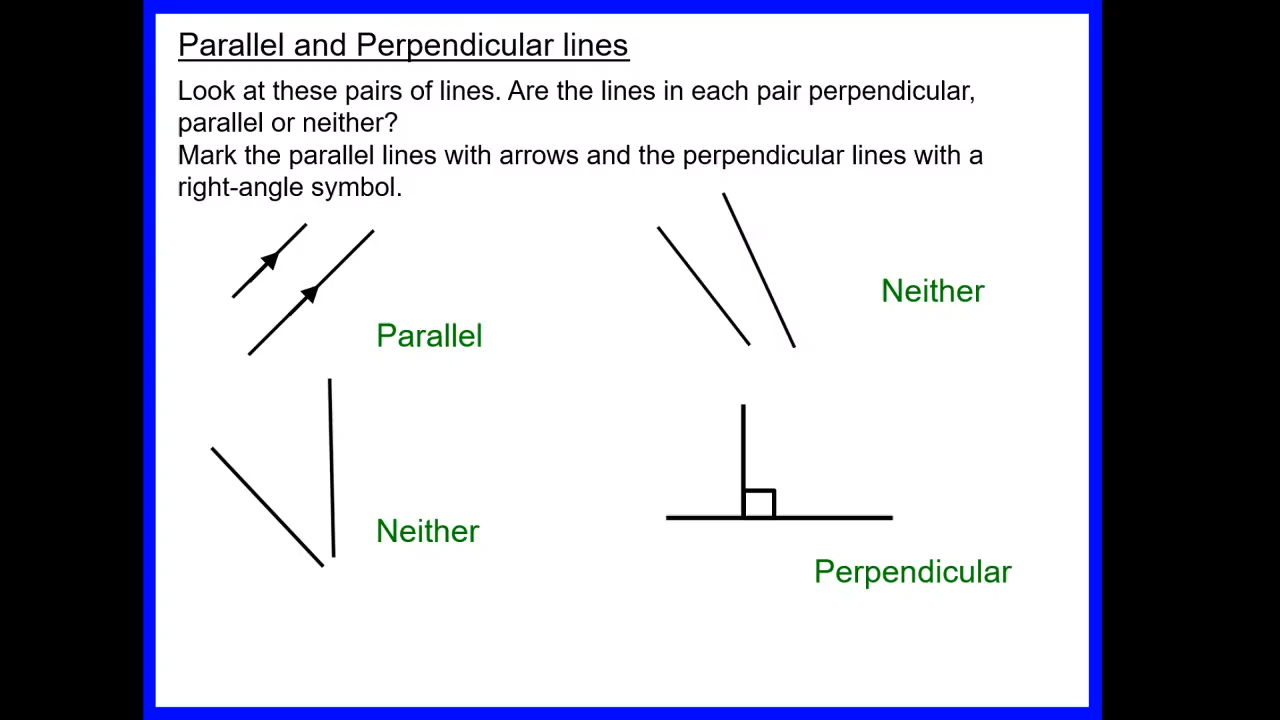 Parallel and Perpendicular lines
Look at these pairs of lines. Are the lines in each pair perpendicular,
parallel or neither?
Mark the parallel lines with arrows and the perpendicular lines with a
right-angle symbol.
Parallel
Neither
Neither
Perpendicular